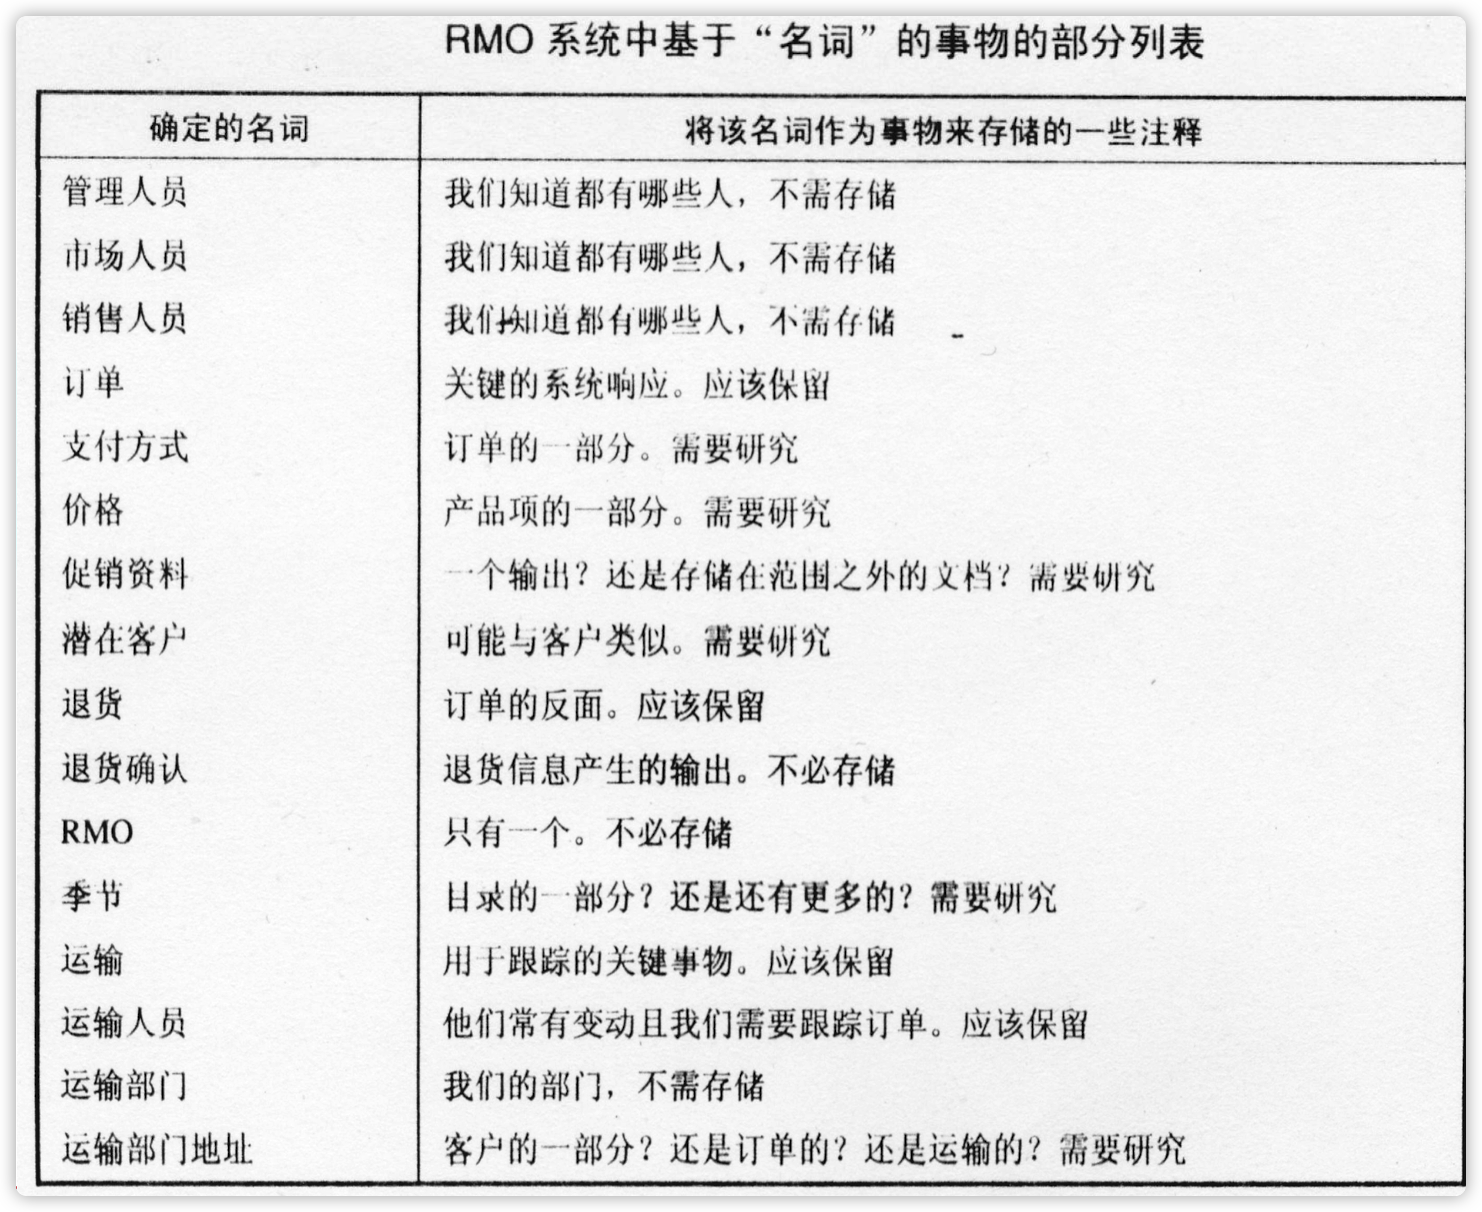 RMO 系统中基于“名词”的事物的部分列表
确定的名词 将该名词作为事物来存储的一些注释
管理人员 我们知道都有哪些人，不需存储
市场人员 我们知道都有哪些人，不需存储
销售人员 我们知道都有哪些人，不需存储
订单 关键的系统响应。应该保留
支付方式 订单的一部分。需要研究
价格 产品项的一部分。需要研究
促销资料 一个输出？还是存储在范围之外的文档？需要研究
潜在客户 可能与客户类似。需要研究
退货 订单的反面。应该保留
退货确认 退货信息产生的输出。不必存储
RMO 只有一个。不必存储
季节 目录的一部分？还是还有更多的？需要研究
运输 用于跟踪的关键事物。应该保留
运输人员 他们常有变动且我们需要跟踪订单。应该保留
运输部门 我们的部门，不需存储
运输部门地址 客户的一部分？还是订单的？还是运输的？需要研究